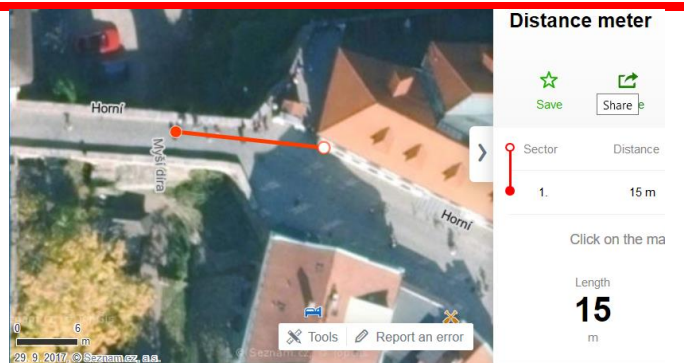 Distance meter
Horní
Myší díra
Horní
Save
Share e
Sector Distance
1. 15 m
Click on the ma
Length
15
m
0 6
m
Tools
Report an error
29. 9. 2017, © Seznam.cz, a.s.